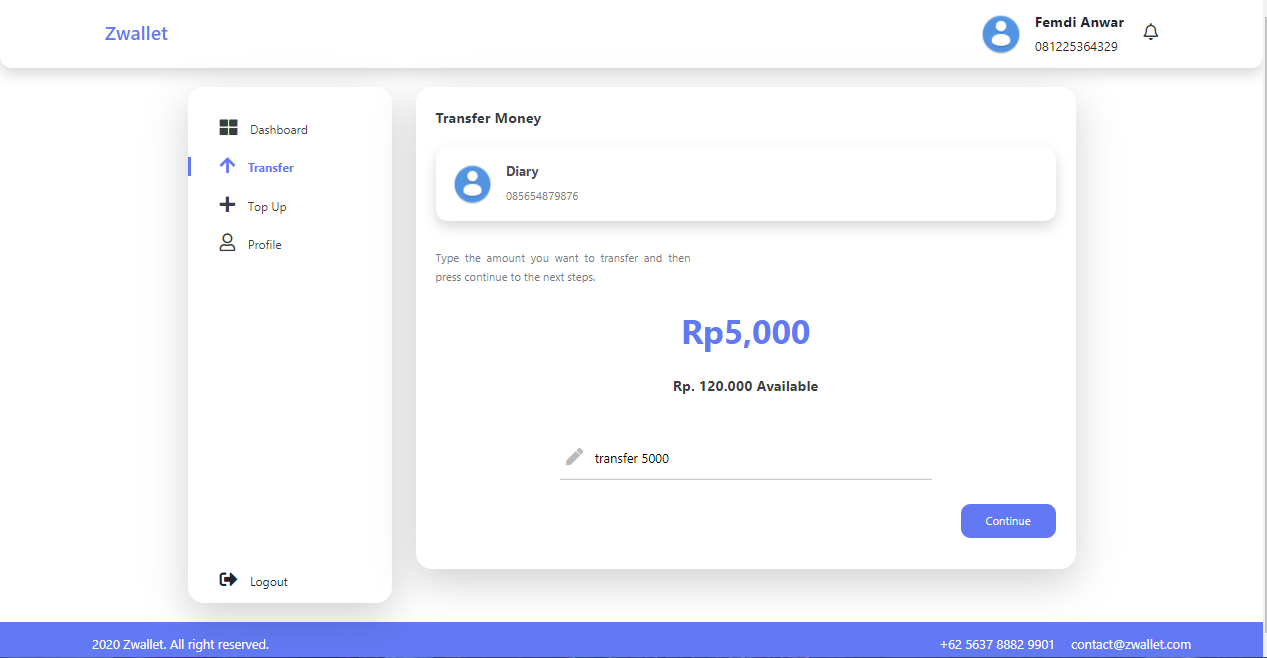 Zwallet
Femdi Anwar
081225364329
Dashboard
Transfer
Top Up
Profile
Logout
Transfer Money
Diary
085654879876
Type the amount you want to transfer and then
press continue to the next steps.
Rp5,000
Rp. 120.000 Available
transfer 5000
Continue
2020 Zwallet. All right reserved.
+62 5637 8882 9901 contact@zwallet.com